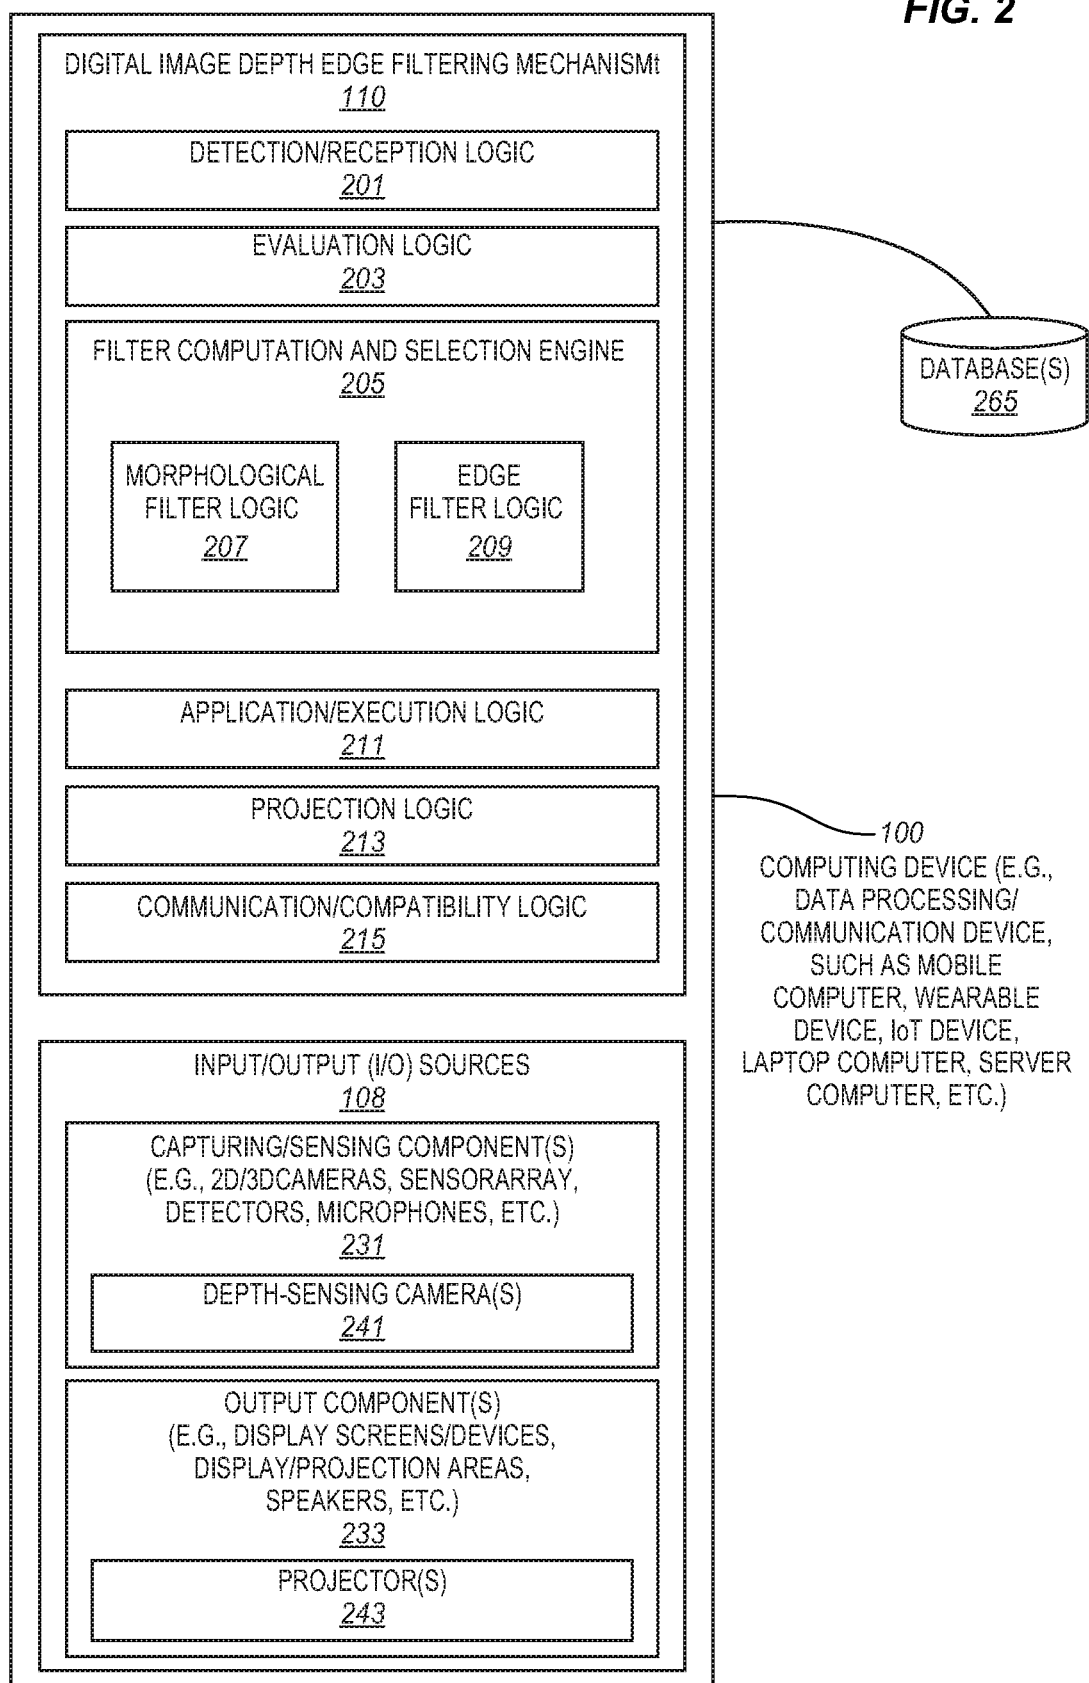 FIG. 2
DIGITAL IMAGE DEPTH EDGE FILTERING MECHANISMt
110
DETECTION/RECEPTION LOGIC
201
EVALUATION LOGIC
203
FILTER COMPUTATION AND SELECTION ENGINE
205
MORPHOLOGICAL
FILTER LOGIC
207
EDGE
FILTER LOGIC
209
APPLICATION/EXECUTION LOGIC
211
PROJECTION LOGIC
213
COMMUNICATION/COMPATIBILITY LOGIC
215
DATABASE(S)
265
100
COMPUTING DEVICE (E.G.,
DATA PROCESSING/
COMMUNICATION DEVICE,
SUCH AS MOBILE
COMPUTER, WEARABLE
DEVICE, IoT DEVICE,
LAPTOP COMPUTER, SERVER
COMPUTER, ETC.)
INPUT/OUTPUT (I/O) SOURCES
108
CAPTURING/SENSING COMPONENT(S)
(E.G., 2D/3DCAMERAS, SENSORARRAY,
DETECTORS, MICROPHONES, ETC.)
231
DEPTH-SENSING CAMERA(S)
241
OUTPUT COMPONENT(S)
(E.G., DISPLAY SCREENS/DEVICES,
DISPLAY/PROJECTION AREAS,
SPEAKERS, ETC.)
233
PROJECTOR(S)
243